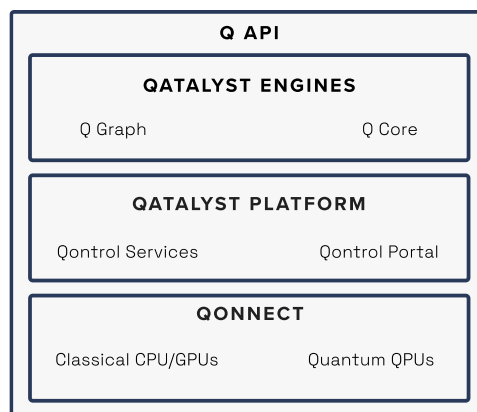 Q API
QATALYST ENGINES
Q Graph Q Core
QATALYST PLATFORM
Qontrol Services Qontrol Portal
QONNECT
Classical CPU/GPUs Quantum QPUs